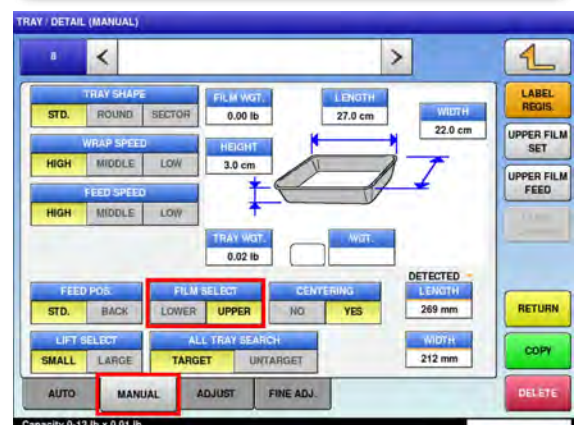 TRAY / DETAIL (MANUAL)
8 < >
TRAY SHAPE
STD. ROUND SECTOR
FILM WGT.
0.00 lb
LENGTH
27.0 cm
WIDTH
22.0 cm
WRAP SPEED
HIGH MIDDLE LOW
HEIGHT
3.0 cm
FEED SPEED
HIGH MIDDLE LOW
TRAY WGT.
0.02 lb
WGT.
DETECTED
FEED POS.
STD. BACK
FILM SELECT
LOWER UPPER
CENTERING
NO YES
LENGTH
269 mm
LIFT SELECT
SMALL LARGE
ALL TRAY SEARCH
TARGET UNTARGET
WIDTH
212 mm
AUTO MANUAL ADJUST FINE ADJ.
LABEL
REGIS.
UPPER FILM
SET
UPPER FILM
FEED
RETURN
COPY
DELETE
Capacity 0-12 lb x 0.01 lb